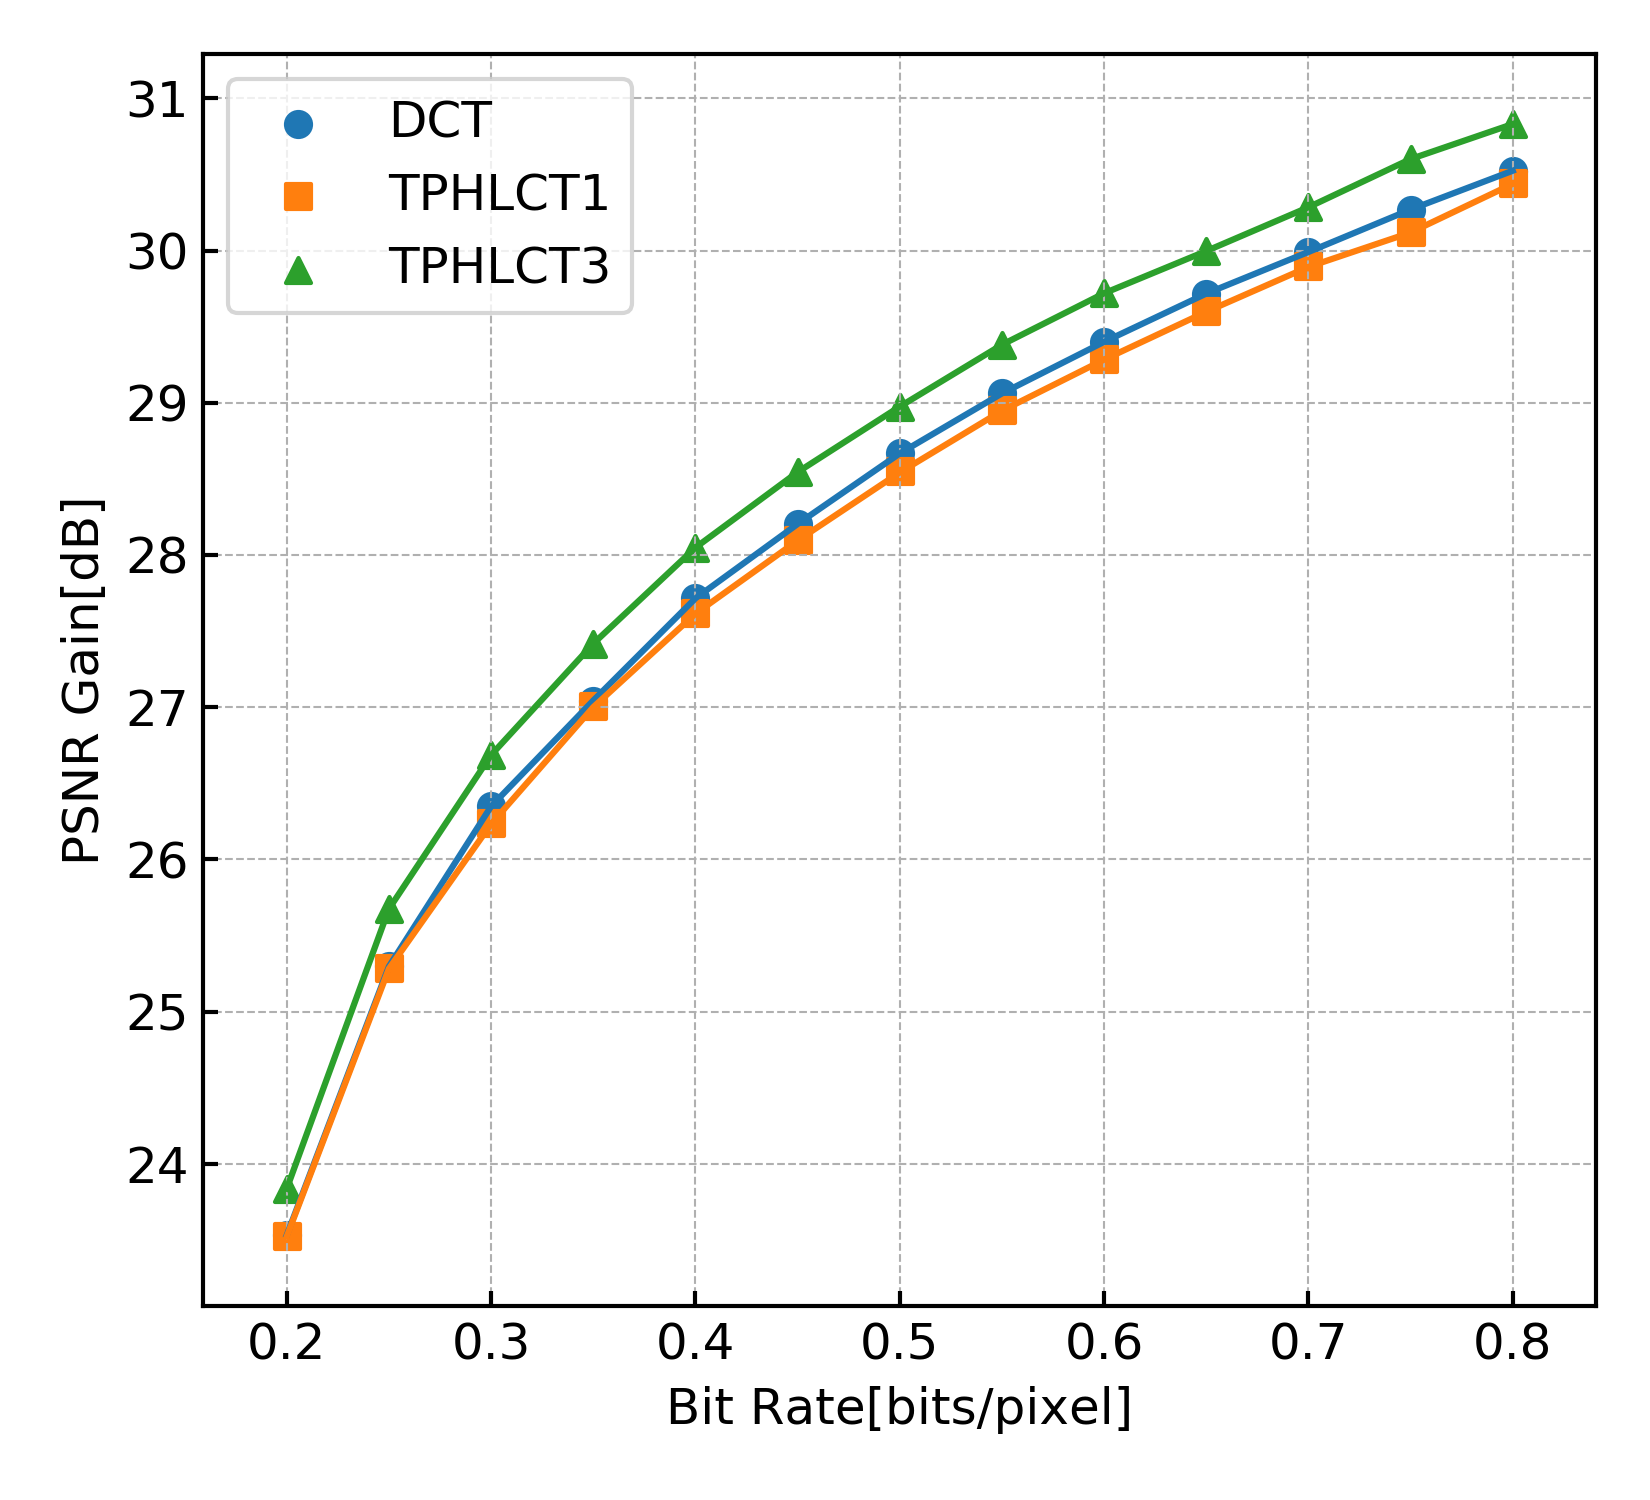 DCT
TPHLCT1
TPHLCT3
31
30
29
28
27
26
25
24
PSNR Gain[dB]
0.2 0.3 0.4 0.5 0.6 0.7 0.8
Bit Rate[bits/pixel]